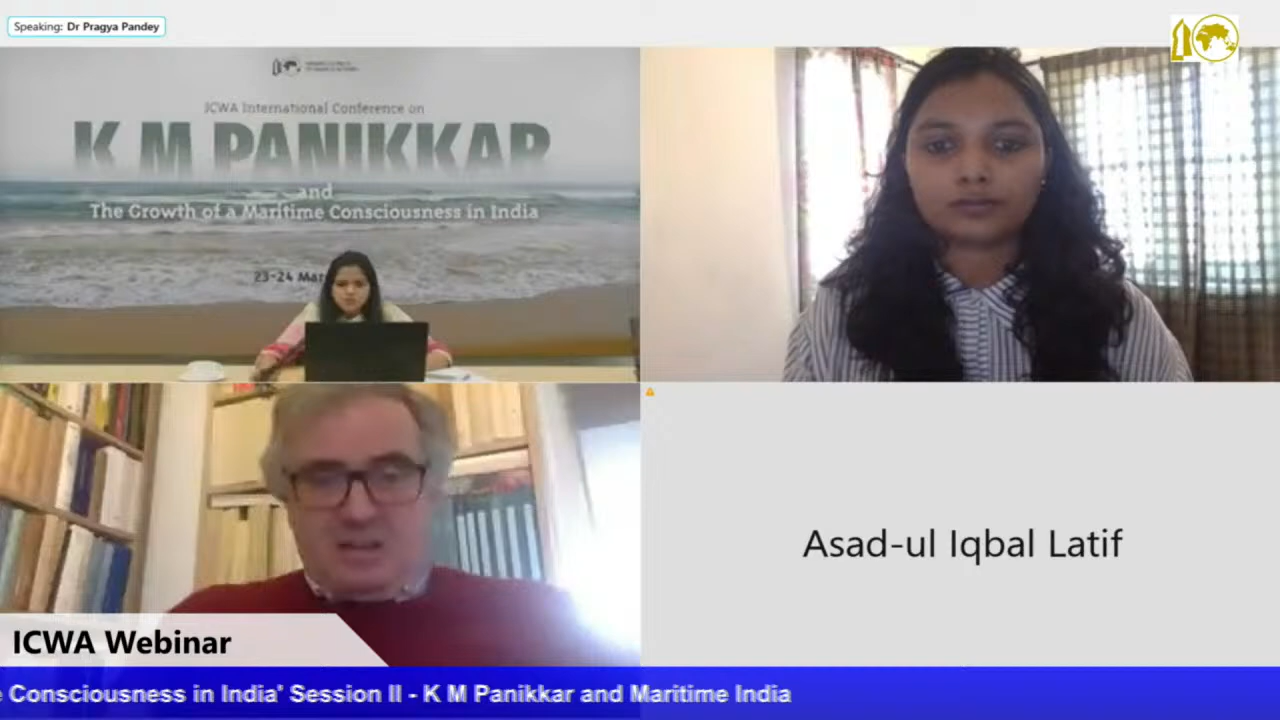 Speaking: Dr Pragya Pandey
ICWA International Conference on
K M PANIKKAR
and
The Growth of a Maritime Consciousness in India
23-24 Mar
Asad-ul Iqbal Latif
ICWA Webinar
Consciousness in India' Session II - K M Panikkar and Maritime India